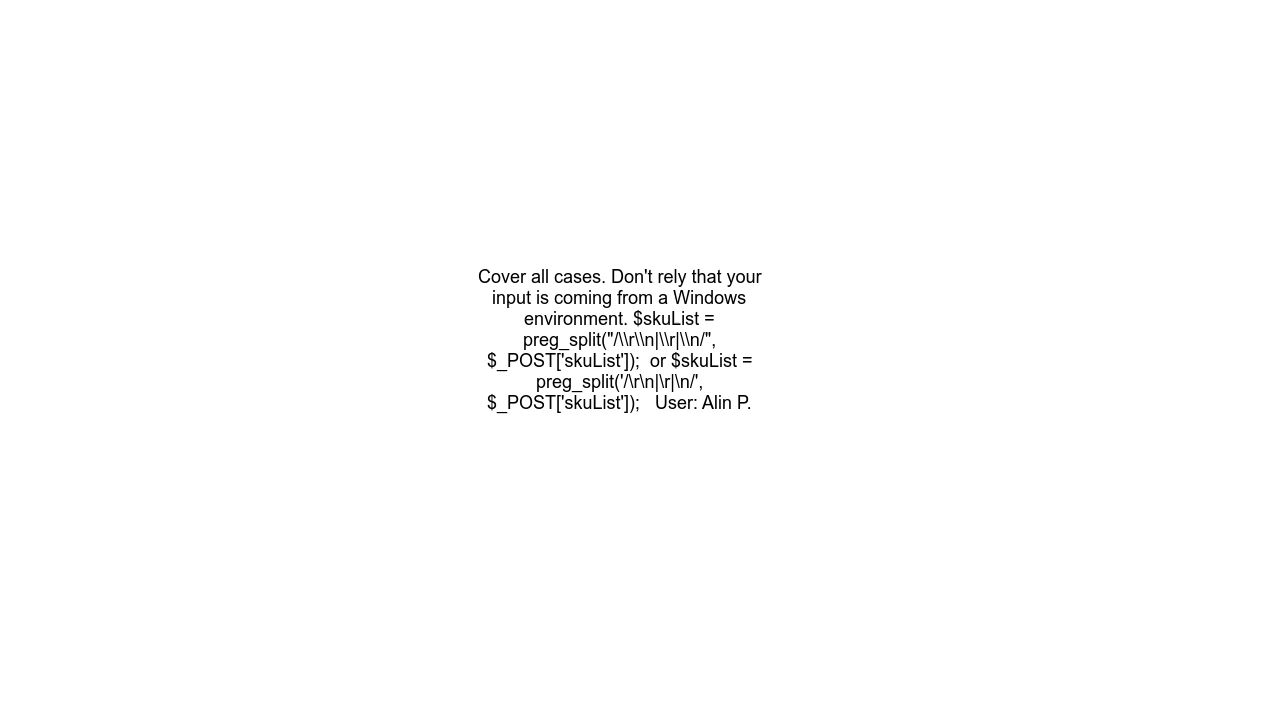 Cover all cases. Don't rely that your
input is coming from a Windows
environment. $skuList =
preg_split("/\\r\\n|\\r|\\n/",
$_POST['skuList']);  or $skuList =
preg_split('/\r\n|\r|\n/',
$_POST['skuList']);   User: Alin P.